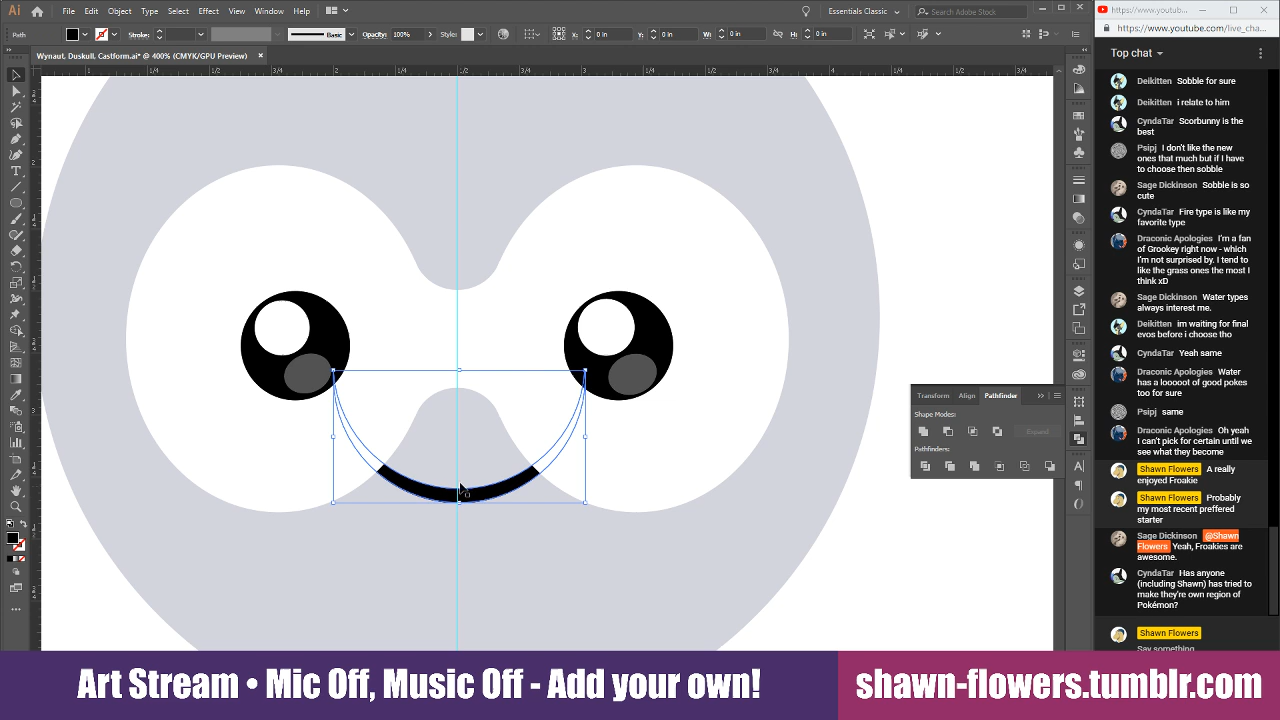 Ai File Edit Object Type Select Effect View Window Help Essentials Classic Search Adobe Stock
Path Stroke: Basic Opacity: 100% Style: X: 0 in Y: 0 in W: 0 in H: 0 in
Wynaut, Duskull, Castform.ai* @ 400% (CMYK/GPU Preview)
Transform Align Pathfinder
Shape Modes:
Expand
Pathfinders:
https://www.youtube...
https://www.youtube.com/live_cha...
Top chat
Deikitten Sobble for sure
Deikitten i relate to him
CyndaTar Scorbunny is the
best
Psipj I don't like the new
ones that much but if I have
to choose then sobble
Sage Dickinson Sobble is so
cute
CyndaTar Fire type is like my
favorite type
Draconic Apologies I'm a fan
of Grookey right now - which
I'm not surprised by. I tend to
like the grass ones the most I
think xD
Sage Dickinson Water types
always interest me.
Deikitten im waiting for final
evos before i choose tho
CyndaTar Yeah same
Draconic Apologies Water
has a looooot of good pokes
too for sure
Psipj same
Draconic Apologies Oh yeah
I can't pick for certain until we
see what they become
Shawn Flowers A really
enjoyed Froakie
Shawn Flowers Probably
my most recent preffered
starter
Sage Dickinson @Shawn
Flowers Yeah, Froakies are
awesome.
CyndaTar Has anyone
(including Shawn) has tried to
make they're own region of
Pokémon?
Shawn Flowers
Say something...
Art Stream • Mic Off, Music Off - Add your own!
shawn-flowers.tumblr.com